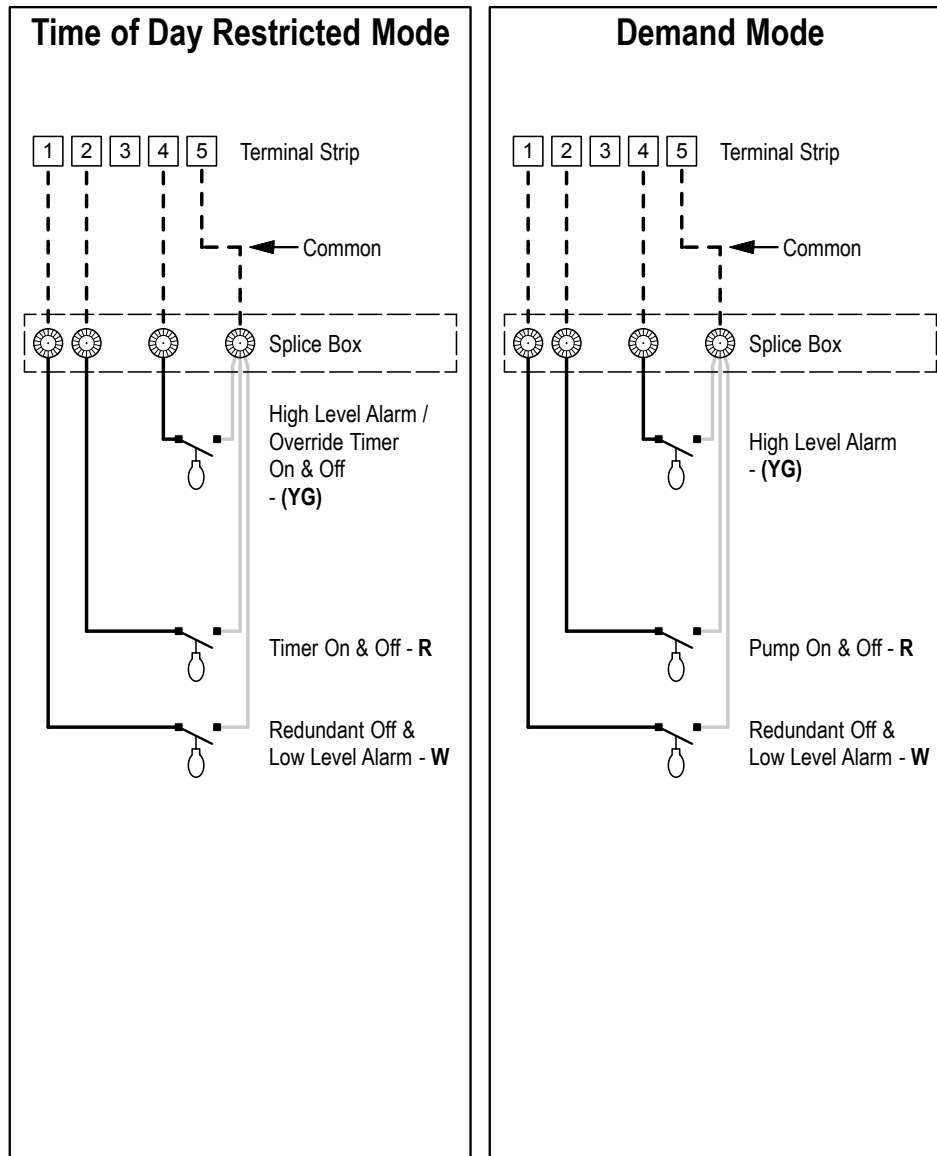 Time of Day Restricted Mode
1 2 3 4 5 Terminal Strip
Common
Splice Box
High Level Alarm /
Override Timer
On & Off
- (YG)
Timer On & Off - R
Redundant Off &
Low Level Alarm - W
Demand Mode
1 2 3 4 5 Terminal Strip
Common
Splice Box
High Level Alarm
- (YG)
Pump On & Off - R
Redundant Off &
Low Level Alarm - W